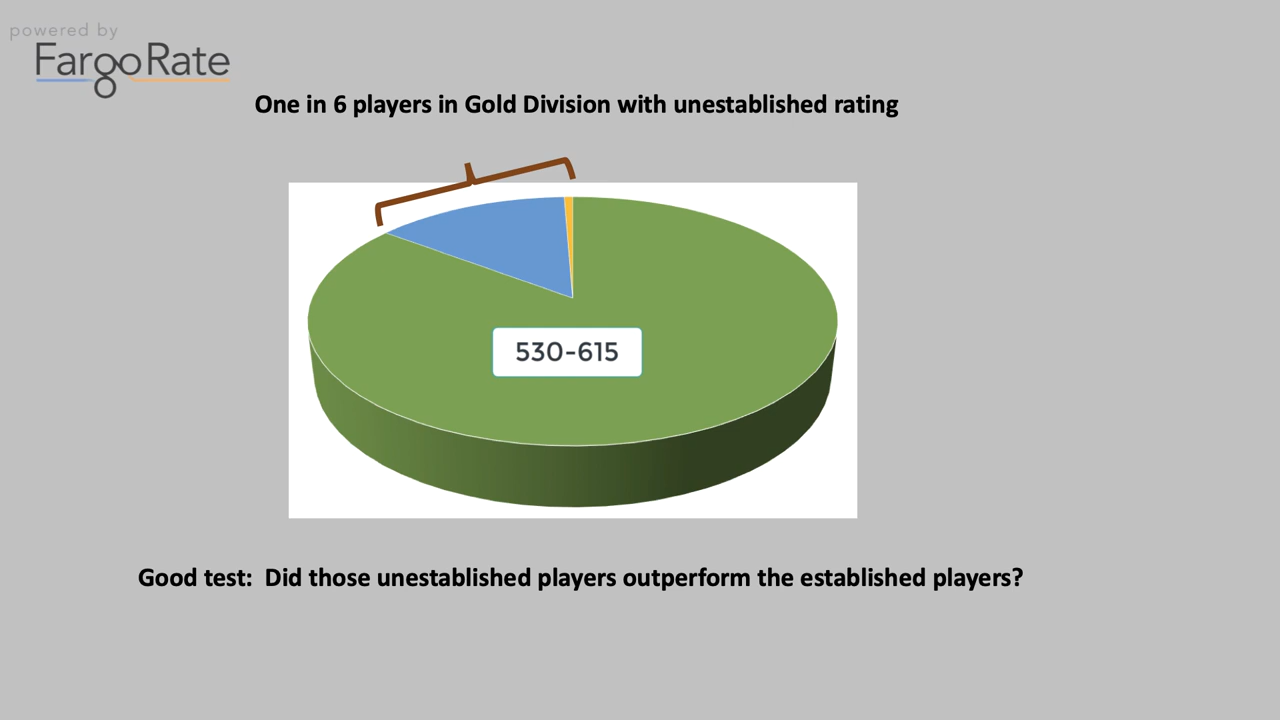 powered by
FargoRate
One in 6 players in Gold Division with unestablished rating
530-615
Good test: Did those unestablished players outperform the established players?